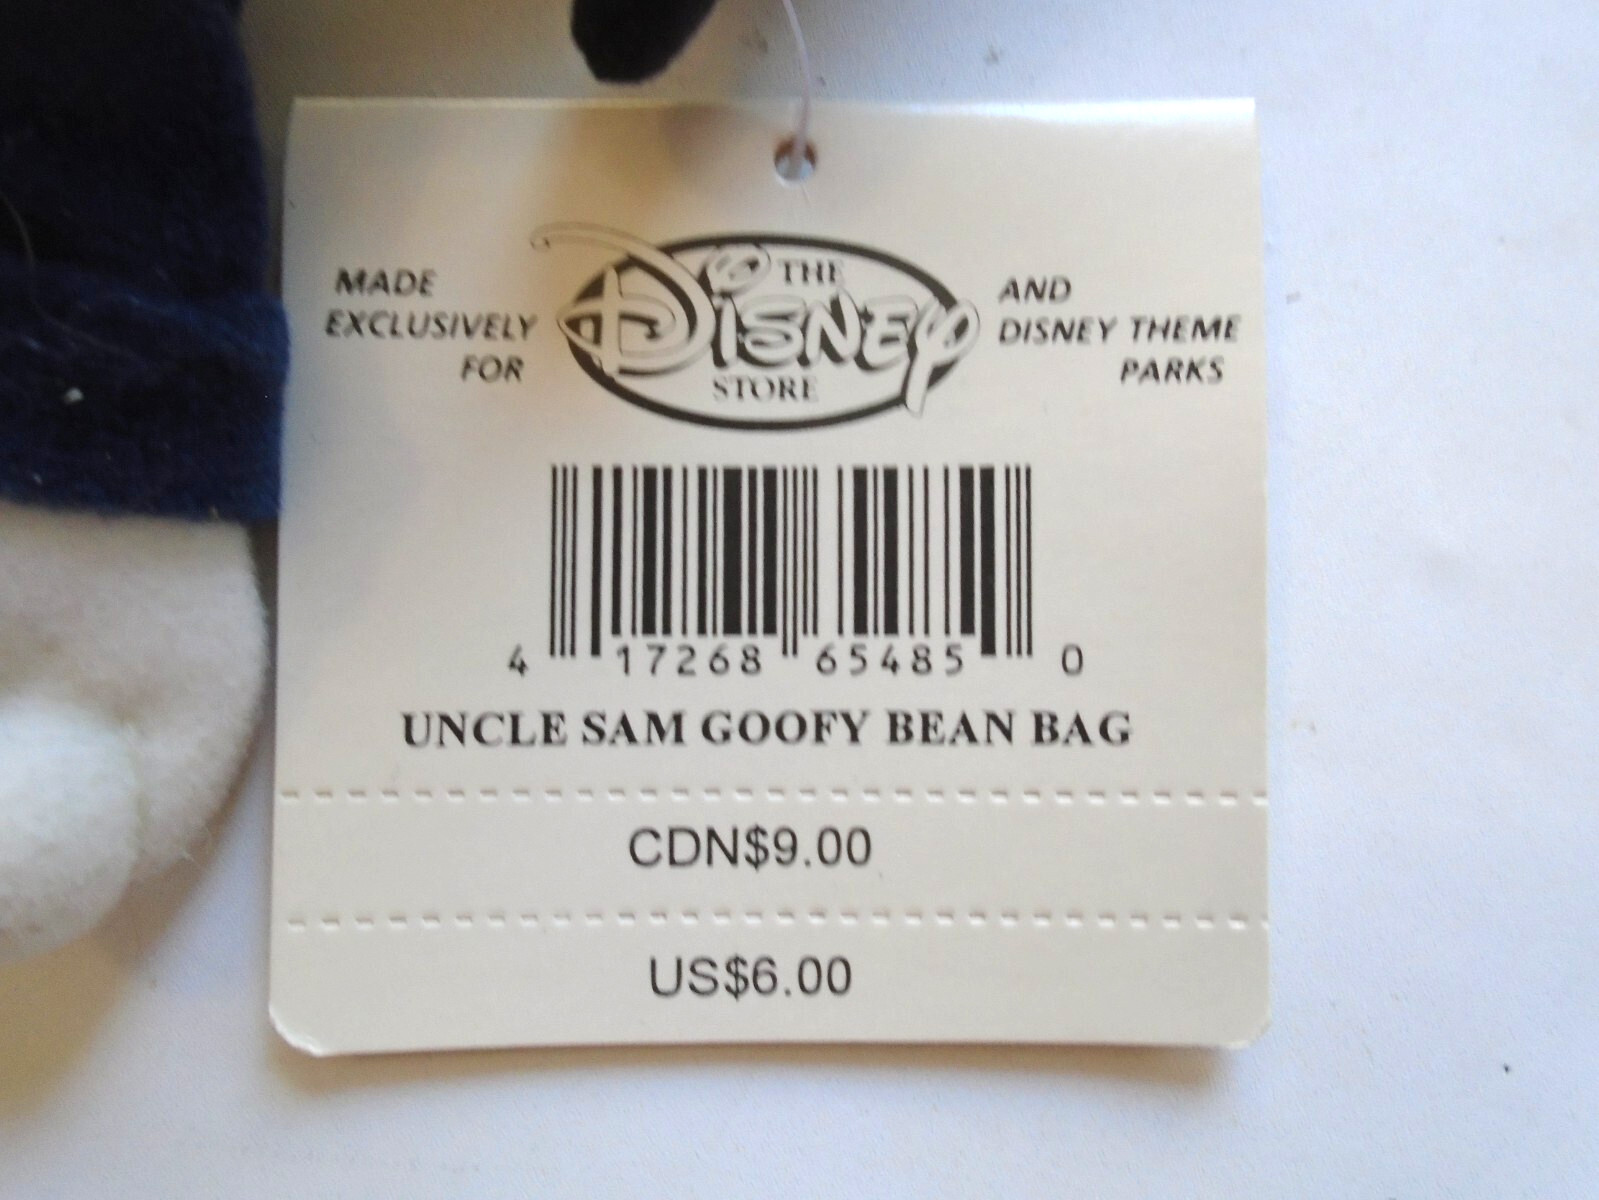 MADE
EXCLUSIVELY
FOR
THE
DISNEY
STORE
AND
DISNEY THEME
PARKS
4 17268 65485 0
UNCLE SAM GOOFY BEAN BAG
CDN$9.00
US$6.00